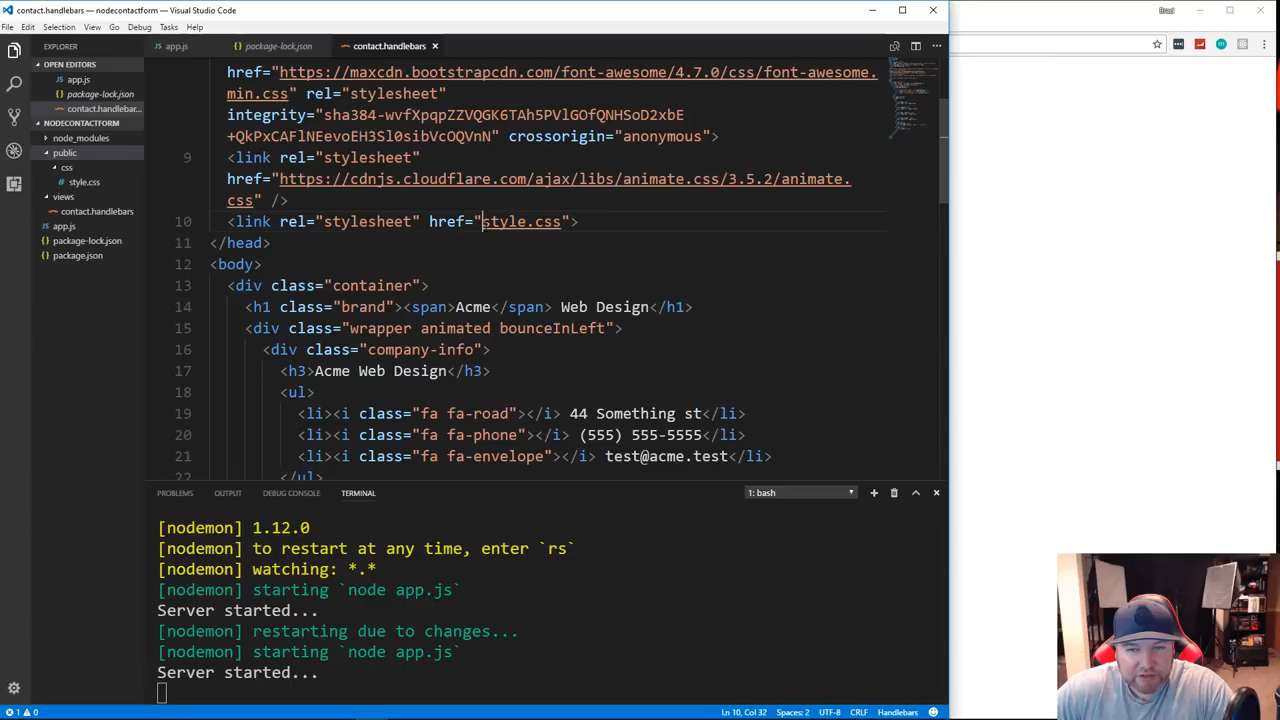 contact.handlebars — nodecontactform — Visual Studio Code
Brad
File Edit Selection View Go Debug Tasks Help
EXPLORER
app.js
package-lock.json
contact.handlebars ×
OPEN EDITORS
app.js
package-lock.json
contact.handlebar...
NODECONTACTFORM
node_modules
public
css
style.css
views
contact.handlebars
app.js
package-lock.json
package.json
href="https://maxcdn.bootstrapcdn.com/font-awesome/4.7.0/css/font-awesome.
min.css" rel="stylesheet"
integrity="sha384-wvfXpqpZZVQGK6TAh5PVlGOfQNHSoD2xbE
+QkPxCAFlNEevoEH3Sl0sibVcOQVnN" crossorigin="anonymous">
9 <link rel="stylesheet"
href="https://cdnjs.cloudflare.com/ajax/libs/animate.css/3.5.2/animate.
css" />
10 <link rel="stylesheet" href="style.css">
11 </head>
12 <body>
13 <div class="container">
14 <h1 class="brand"><span>Acme</span> Web Design</h1>
15 <div class="wrapper animated bounceInLeft">
16 <div class="company-info">
17 <h3>Acme Web Design</h3>
18 <ul>
19 <li><i class="fa fa-road"></i> 44 Something st</li>
20 <li><i class="fa fa-phone"></i> (555) 555-5555</li>
21 <li><i class="fa fa-envelope"></i> test@acme.test</li>
22 </ul>
PROBLEMS OUTPUT DEBUG CONSOLE TERMINAL
1: bash
[nodemon] 1.12.0
[nodemon] to restart at any time, enter `rs`
[nodemon] watching: *.*
[nodemon] starting `node app.js`
Server started...
[nodemon] restarting due to changes...
[nodemon] starting `node app.js`
Server started...
1 0
Ln 10, Col 32 Spaces: 2 UTF-8 CRLF Handlebars